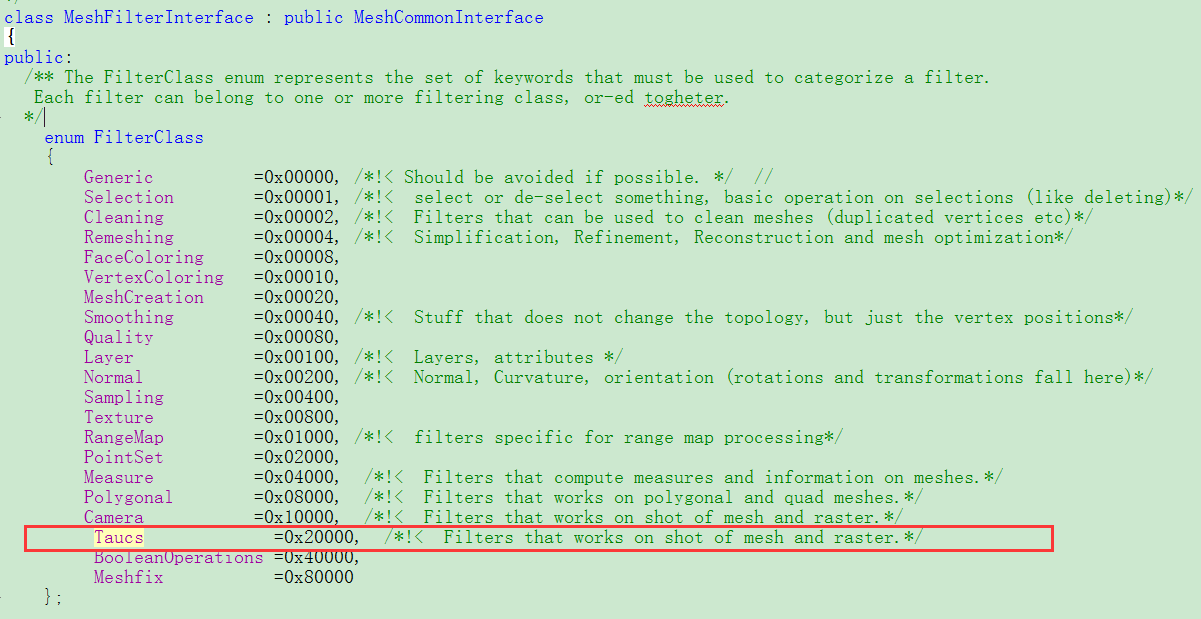 */
class MeshFilterInterface : public MeshCommonInterface
{
public:
/** The FilterClass enum represents the set of keywords that must be used to categorize a filter.
Each filter can belong to one or more filtering class, or-ed togheter.
*/
enum FilterClass
{
Generic =0x00000, /*!< Should be avoided if possible. */ //
Selection =0x00001, /*!< select or de-select something, basic operation on selections (like deleting)*/
Cleaning =0x00002, /*!< Filters that can be used to clean meshes (duplicated vertices etc)*/
Remeshing =0x00004, /*!< Simplification, Refinement, Reconstruction and mesh optimization*/
FaceColoring =0x00008,
VertexColoring =0x00010,
MeshCreation =0x00020,
Smoothing =0x00040, /*!< Stuff that does not change the topology, but just the vertex positions*/
Quality =0x00080,
Layer =0x00100, /*!< Layers, attributes */
Normal =0x00200, /*!< Normal, Curvature, orientation (rotations and transformations fall here)*/
Sampling =0x00400,
Texture =0x00800,
RangeMap =0x01000, /*!< filters specific for range map processing*/
PointSet =0x02000,
Measure =0x04000, /*!< Filters that compute measures and information on meshes.*/
Polygonal =0x08000, /*!< Filters that works on polygonal and quad meshes.*/
Camera =0x10000, /*!< Filters that works on shot of mesh and raster.*/
Taucs =0x20000, /*!< Filters that works on shot of mesh and raster.*/
BooleanOperations =0x40000,
Meshfix =0x80000
};